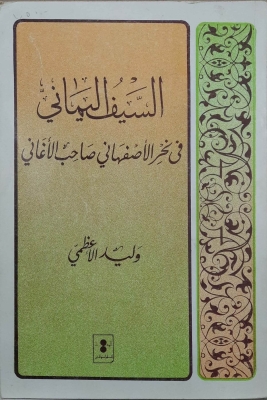 السيف اليماني
في نحر الأصفهاني صاحب الأغاني
وليد الأعظمي